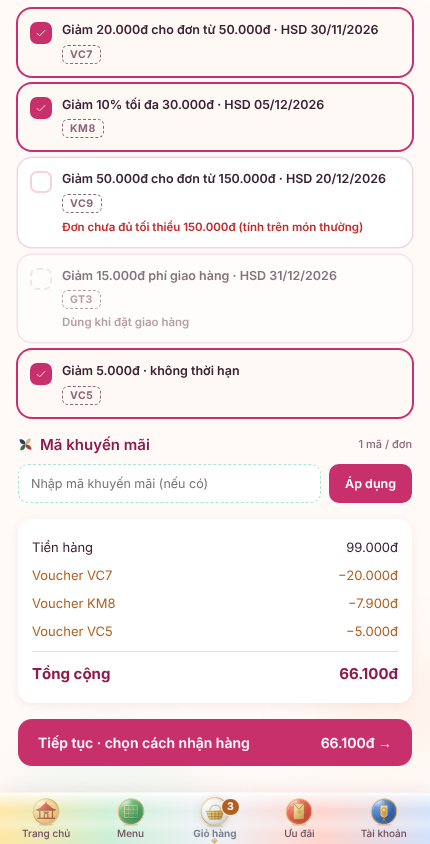 Giảm 20.000đ cho đơn từ 50.000đ · HSD 30/11/2026
VC7
Giảm 10% tối đa 30.000đ · HSD 05/12/2026
KM8
Giảm 50.000đ cho đơn từ 150.000đ · HSD 20/12/2026
VC9
Đơn chưa đủ tối thiểu 150.000đ (tính trên món thường)
Giảm 15.000đ phí giao hàng · HSD 31/12/2026
GT3
Dùng khi đặt giao hàng
Giảm 5.000đ · không thời hạn
VC5
Mã khuyến mãi
1 mã / đơn
Nhập mã khuyến mãi (nếu có)
Áp dụng
Tiền hàng 99.000đ
Voucher VC7 −20.000đ
Voucher KM8 −7.900đ
Voucher VC5 −5.000đ
Tổng cộng 66.100đ
Tiếp tục · chọn cách nhận hàng 66.100đ →
3
Trang chủ Menu Giỏ hàng Ưu đãi Tài khoản